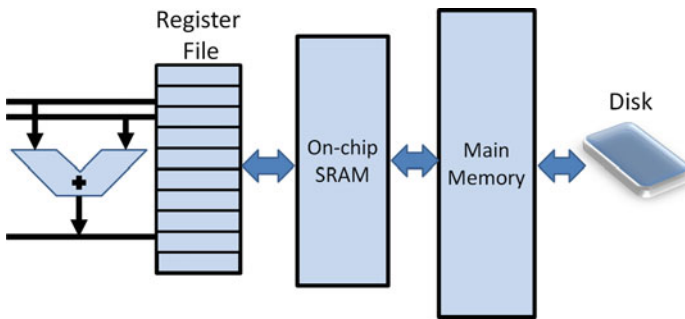 Register
File
On-chip
SRAM
Main
Memory
Disk
+